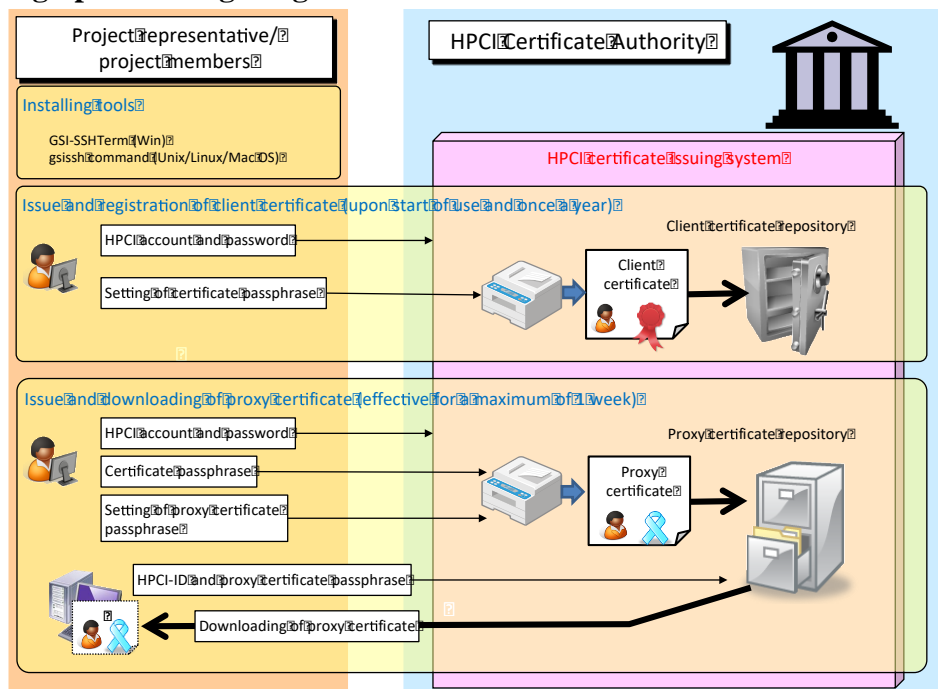 Project representative/
project members
HPCI Certificate Authority
Installing tools
GSI-SSHTerm (Win)
gsissh command (Unix/Linux/Mac OS)
HPCI certificate issuing system
Issue and registration of client certificate (upon start of use and once a year)
Client certificate repository
HPCI account and password
Client
certificate
Setting of certificate passphrase
Issue and downloading of proxy certificate (effective for a maximum of 1 week)
HPCI account and password
Proxy certificate repository
Certificate passphrase
Proxy
certificate
Setting of proxy certificate
passphrase
HPCI-ID and proxy certificate passphrase
Downloading of proxy certificate